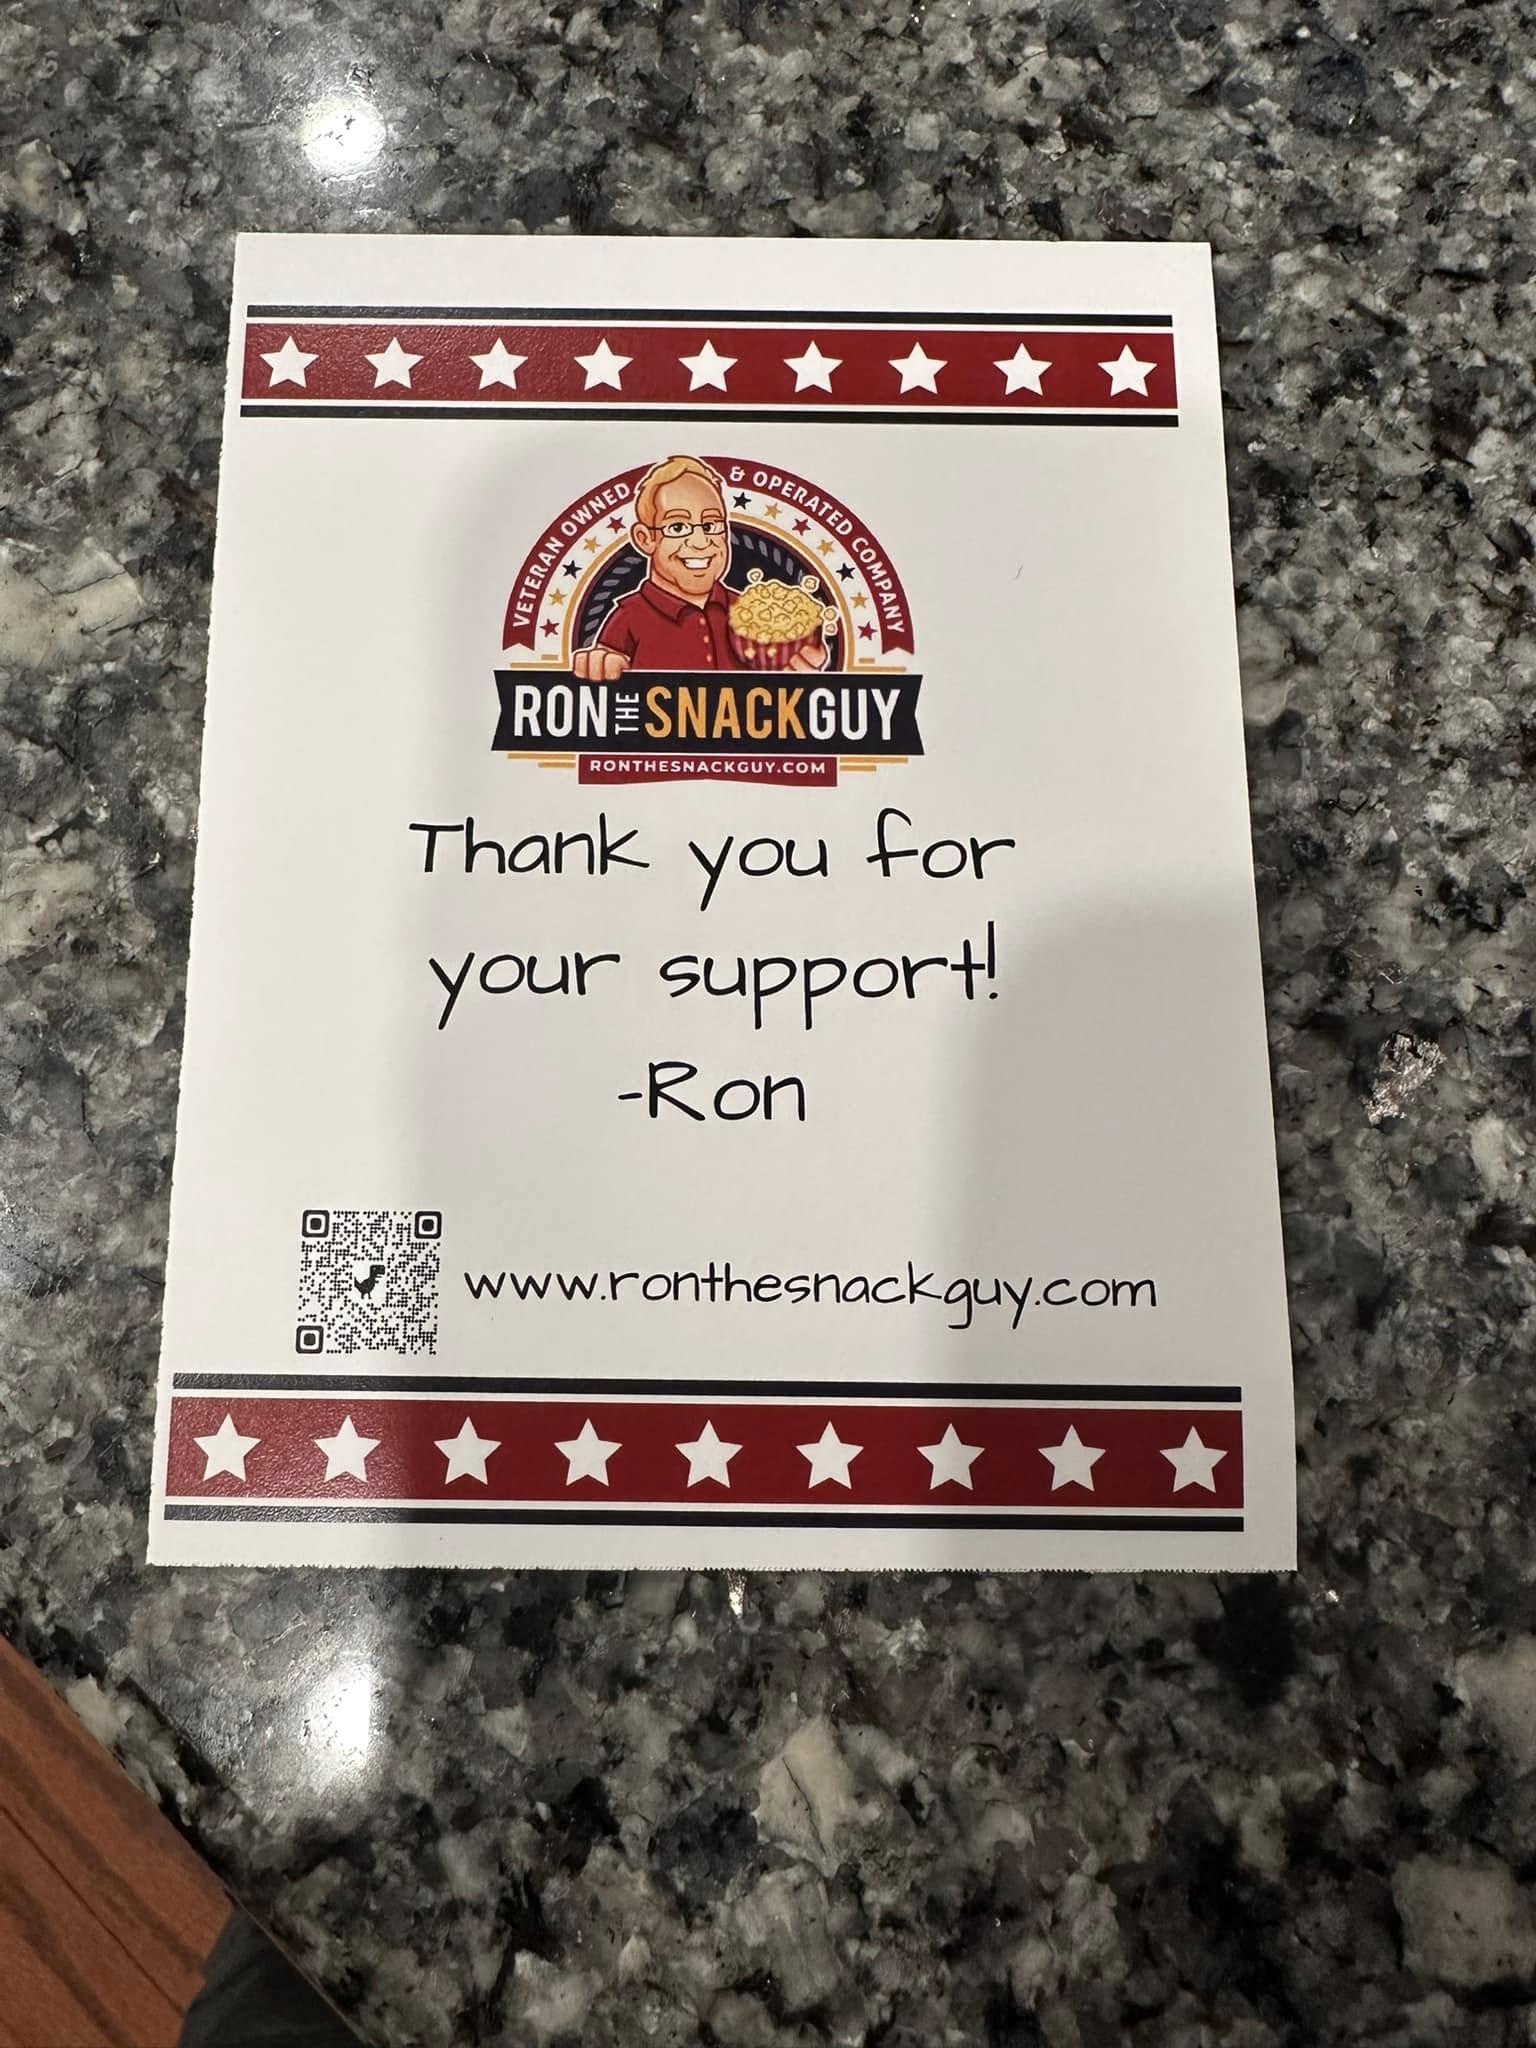 VETERAN OWNED & OPERATED COMPANY
RON THE SNACKGUY
RONTHESNACKGUY.COM
Thank you for
your support!
-Ron
www.ronthesnackguy.com